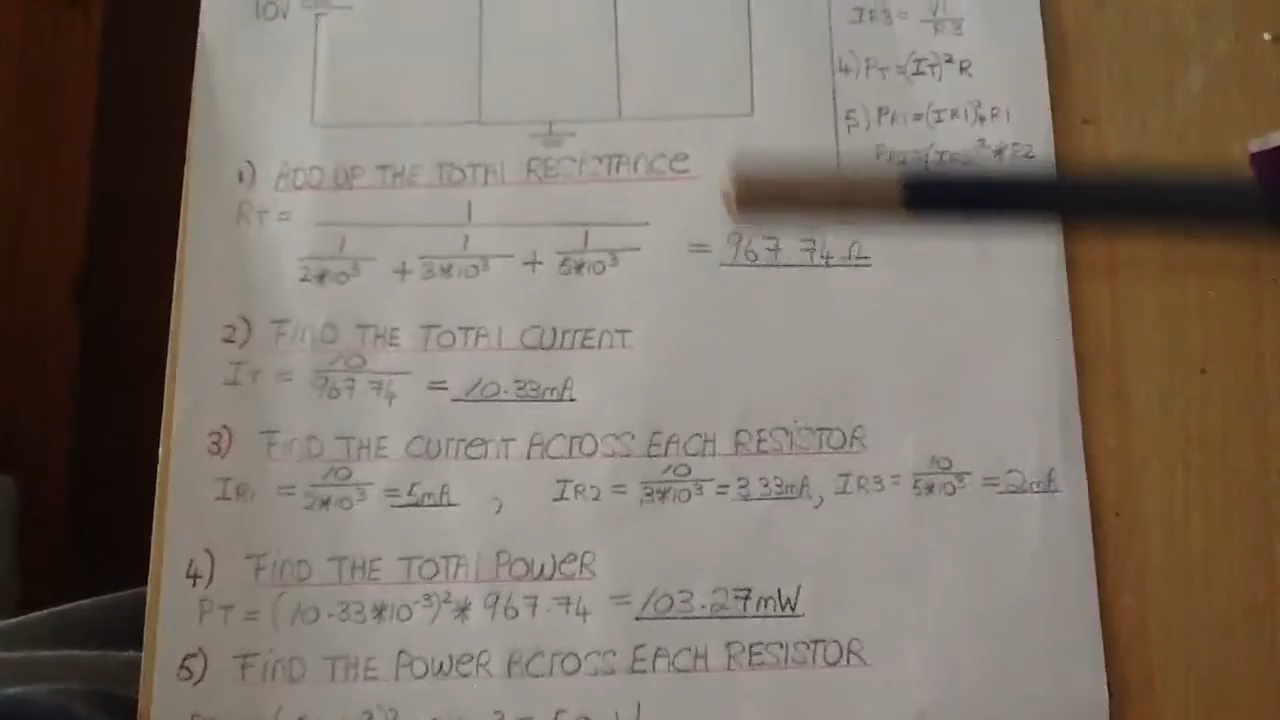 10V
IR3 = V1/R3
4) PT=(IT)²R
5) PR1=(IR1)²*R1
1) ADD UP THE TOTAL RESISTANCE
RT = 1 / (1/2*10³ + 1/3*10³ + 1/5*10³) = 967.74Ω
2) FIND THE TOTAL CURRENT
IT = 10/967.74 = 10.33mA
3) FIND THE CURRENT ACROSS EACH RESISTOR
IR1 = 10/2*10³ = 5mA , IR2 = 10/3*10³ = 3.33mA, IR3 = 10/5*10³ = 2mA
4) FIND THE TOTAL POWER
PT = (10.33*10⁻³)²* 967.74 = 103.27mW
5) FIND THE POWER ACROSS EACH RESISTOR